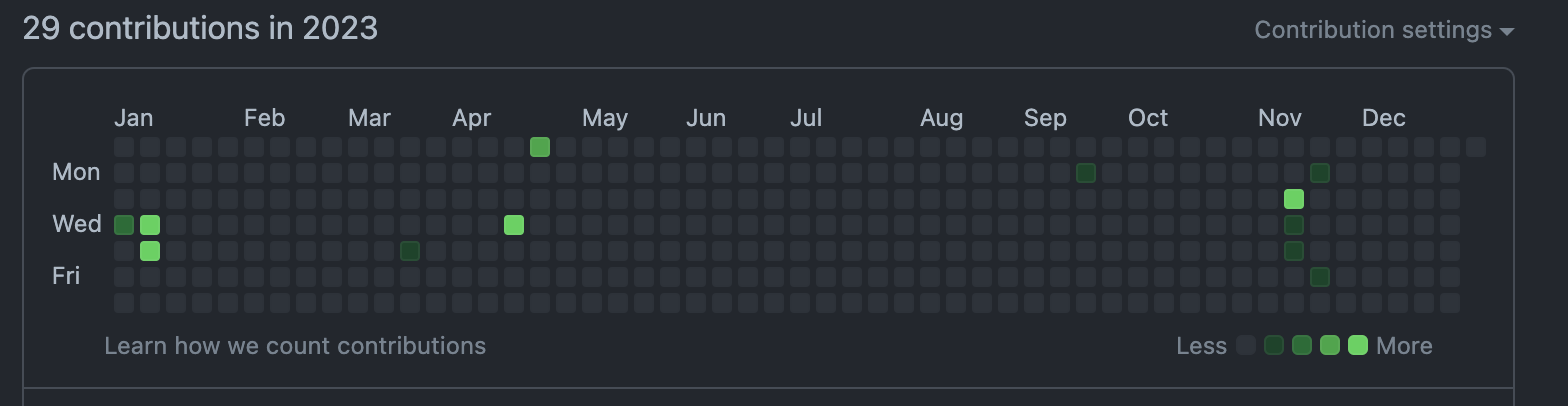 29 contributions in 2023
Contribution settings
Jan Feb Mar Apr May Jun Jul Aug Sep Oct Nov Dec
Mon
Wed
Fri
Learn how we count contributions
Less More